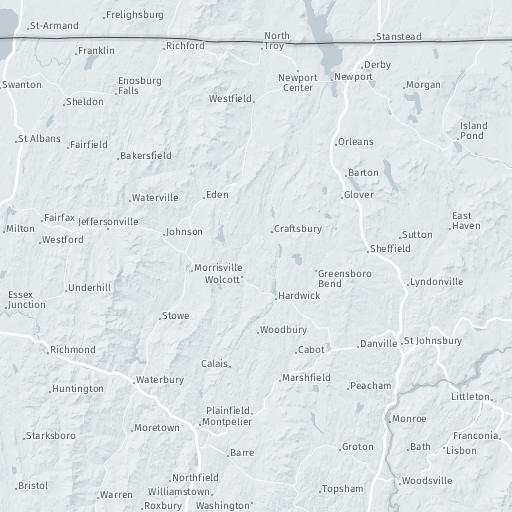 Frelighsburg
St-Armand
North
Troy
Stanstead
Richford
Franklin
Derby
Newport
Newport
Center
Swanton
Enosburg
Falls
Morgan
Sheldon
Westfield
Island
Pond
St Albans
Fairfield
Orleans
Bakersfield
Barton
Waterville
Eden
Glover
Fairfax
Jeffersonville
East
Haven
Milton
Westford
Johnson
Craftsbury
Sutton
Sheffield
Morrisville
Wolcott
Greensboro
Bend
Lyndonville
Underhill
Essex
Junction
Hardwick
Stowe
Woodbury
St Johnsbury
Danville
Richmond
Cabot
Calais
Marshfield
Waterbury
Peacham
Huntington
Littleton
Plainfield
Montpelier
Monroe
Moretown
Starksboro
Franconia
Groton
Bath
Lisbon
Barre
Northfield
Woodsville
Bristol
Warren
Williamstown
Topsham
Roxbury
Washington